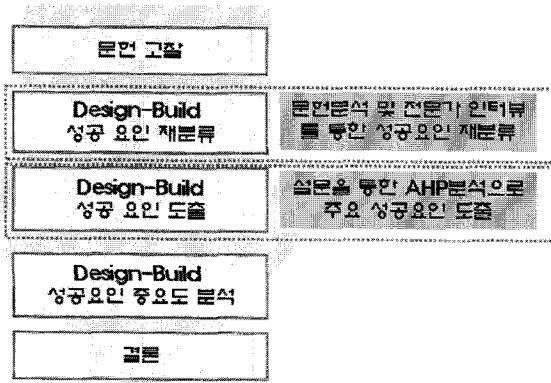 문헌 고찰
Design-Build
성공 요인 재분류
문헌분석 및 전문가 인터뷰
를 통한 성공요인 재분류
Design-Build
성공 요인 도출
설문을 통한 AHP분석으로
주요 성공요인 도출
Design-Build
성공요인 중요도 분석
결론